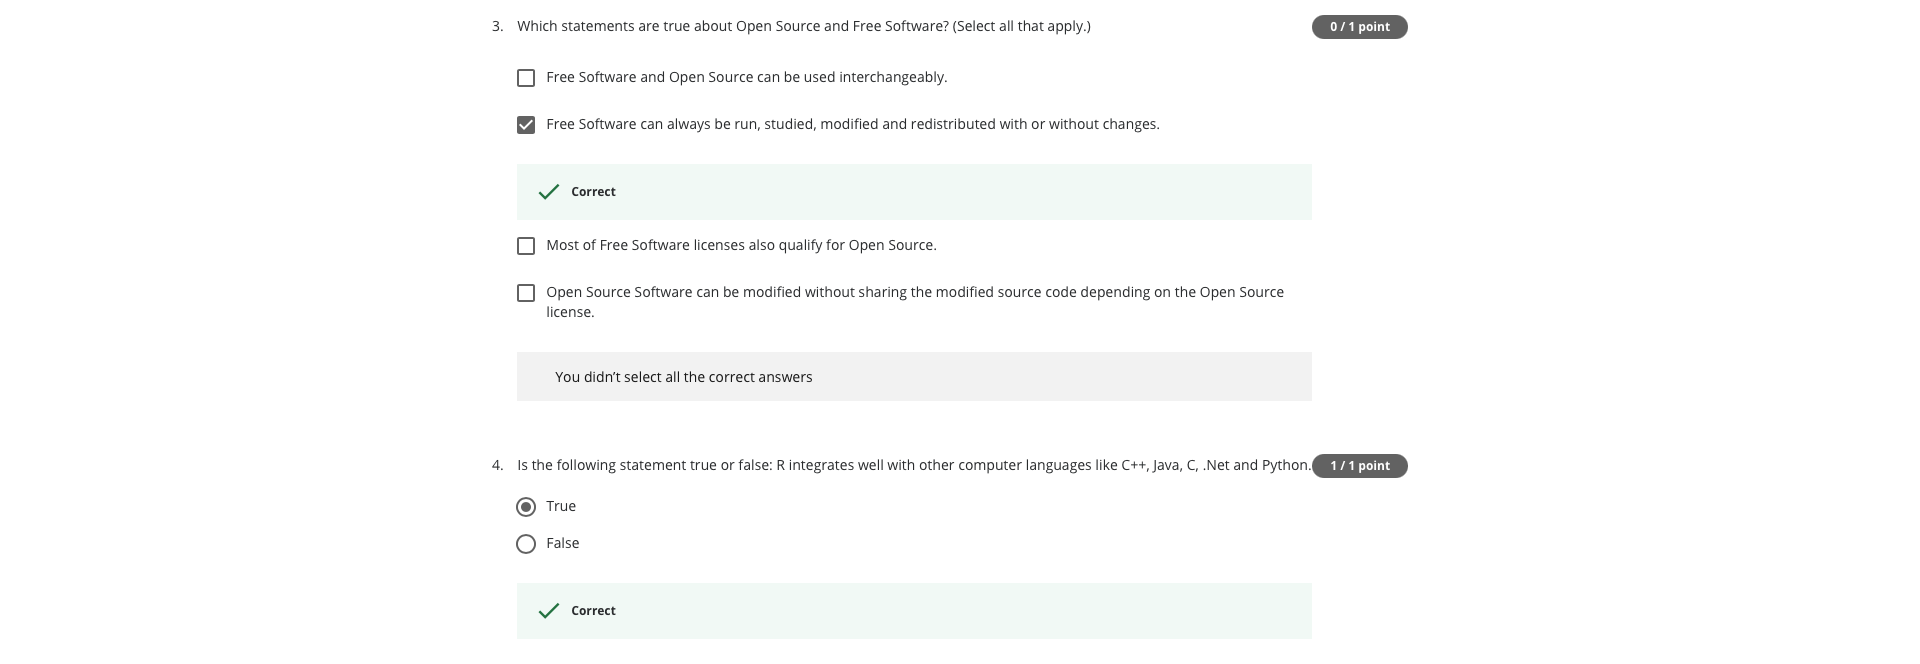 3. Which statements are true about Open Source and Free Software? (Select all that apply.) 0 / 1 point
Free Software and Open Source can be used interchangeably.
Free Software can always be run, studied, modified and redistributed with or without changes.
Correct
Most of Free Software licenses also qualify for Open Source.
Open Source Software can be modified without sharing the modified source code depending on the Open Source
license.
You didn’t select all the correct answers
4. Is the following statement true or false: R integrates well with other computer languages like C++, Java, C, .Net and Python. 1 / 1 point
True
False
Correct